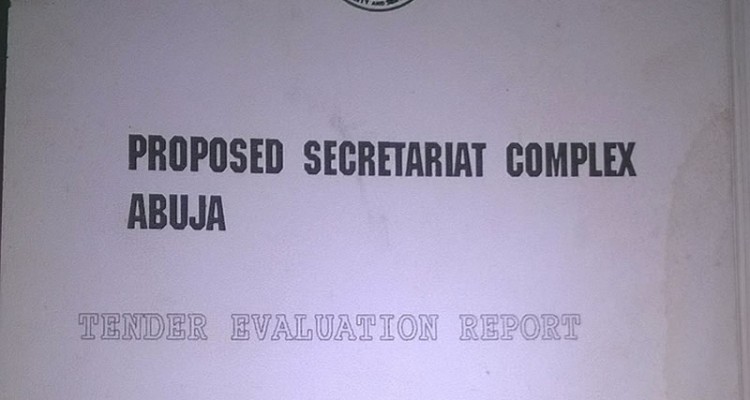 PROPOSED SECRETARIAT COMPLEX
ABUJA
TENDER EVALUATION REPORT